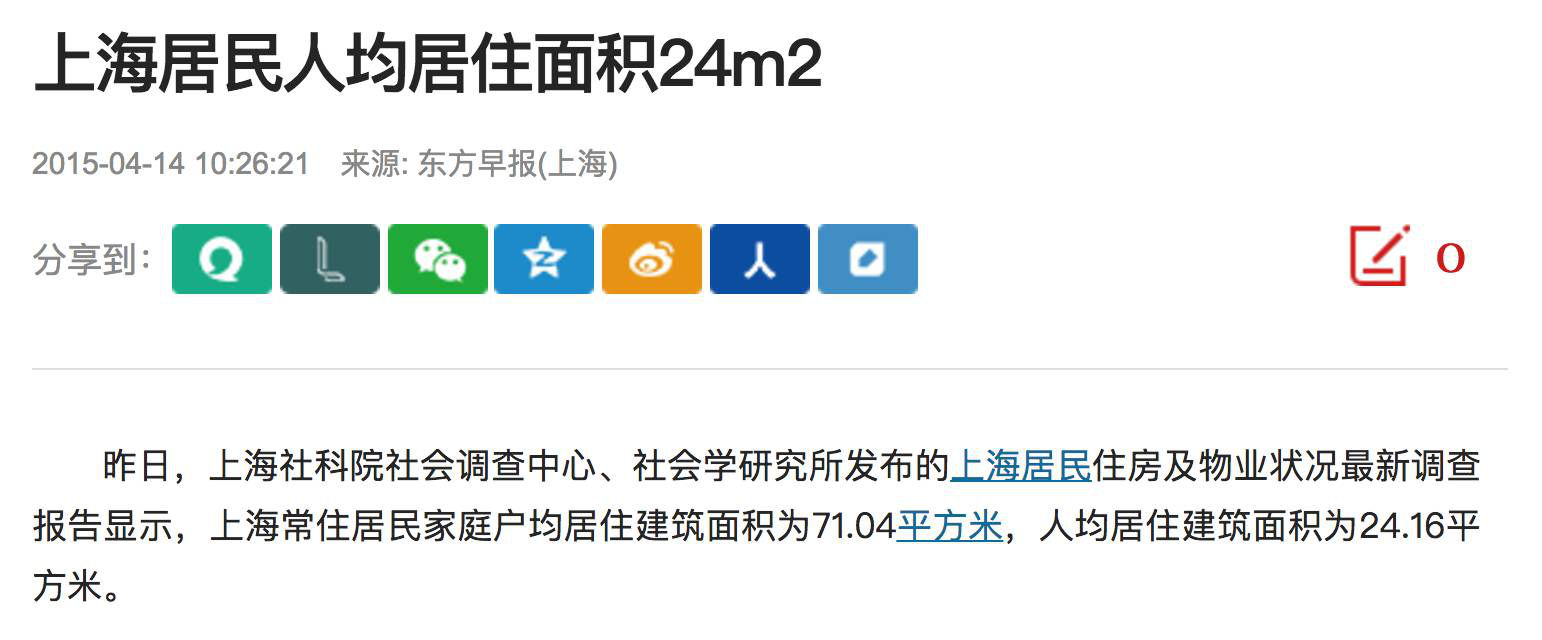 上海居民人均居住面积24m2
2015-04-14 10:26:21 来源: 东方早报(上海)
分享到：
0
昨日，上海社科院社会调查中心、社会学研究所发布的上海居民住房及物业状况最新调查
报告显示，上海常住居民家庭户均居住建筑面积为71.04平方米，人均居住建筑面积为24.16平
方米。